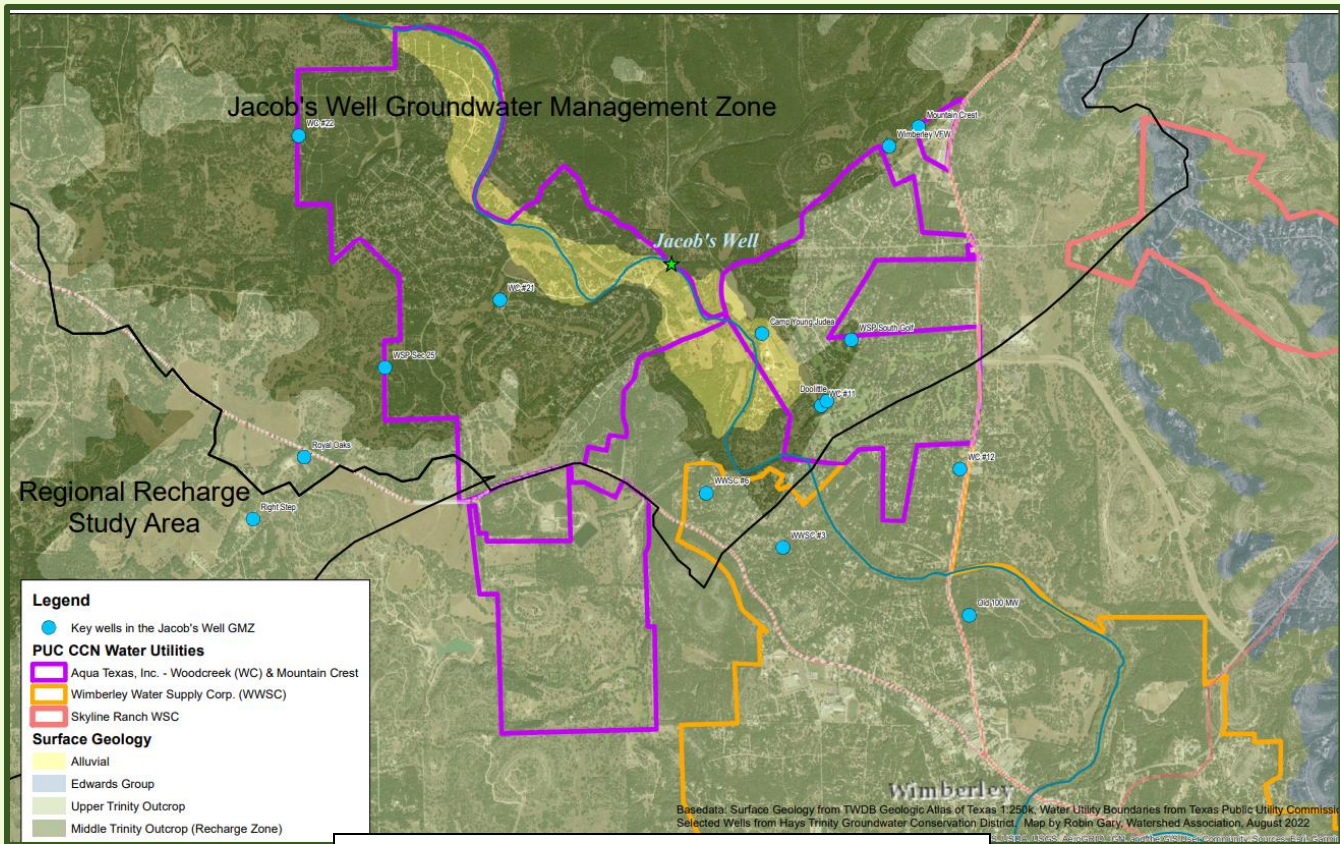 Jacob's Well Groundwater Management Zone
Mountain Crest
Wimberley VFW
WC #22
Jacob's Well
WC #21
Camp Young Judea
WSP South Golf
WSP Sec 25
Doolittle
WC #11
Royal Oaks
WC #12
Regional Recharge
Study Area
WWSC #6
Right Step
WWSC #3
Old 100 MW
Legend
Key wells in the Jacob's Well GMZ
PUC CCN Water Utilities
Aqua Texas, Inc. - Woodcreek (WC) & Mountain Crest
Wimberley Water Supply Corp. (WWSC)
Skyline Ranch WSC
Surface Geology
Alluvial
Edwards Group
Upper Trinity Outcrop
Middle Trinity Outcrop (Recharge Zone)
Wimberley
Basedata: Surface Geology from TWDB Geologic Atlas of Texas 1:250k, Water Utility Boundaries from Texas Public Utility Commissio
Selected Wells from Hays Trinity Groundwater Conservation District. Map by Robin Gary, Watershed Association, August 2022